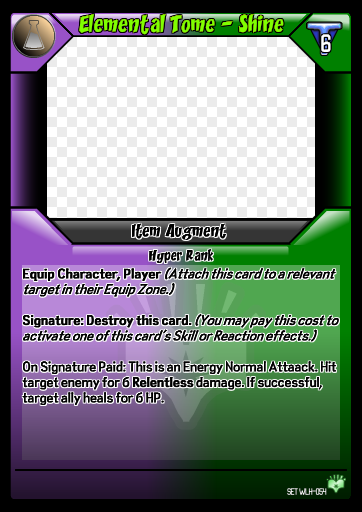 Elemental Tome - Shine
6
Item Augment
Hyper Rank
Equip Character, Player (Attach this card to a relevant
target in their Equip Zone.)
Signature: Destroy this card. (You may pay this cost to
activate one of this card's Skill or Reaction effects.)
On Signature Paid: This is an Energy Normal Attaack. Hit
target enemy for 6 Relentless damage. If successful,
target ally heals for 6 HP.
SET WLH-054